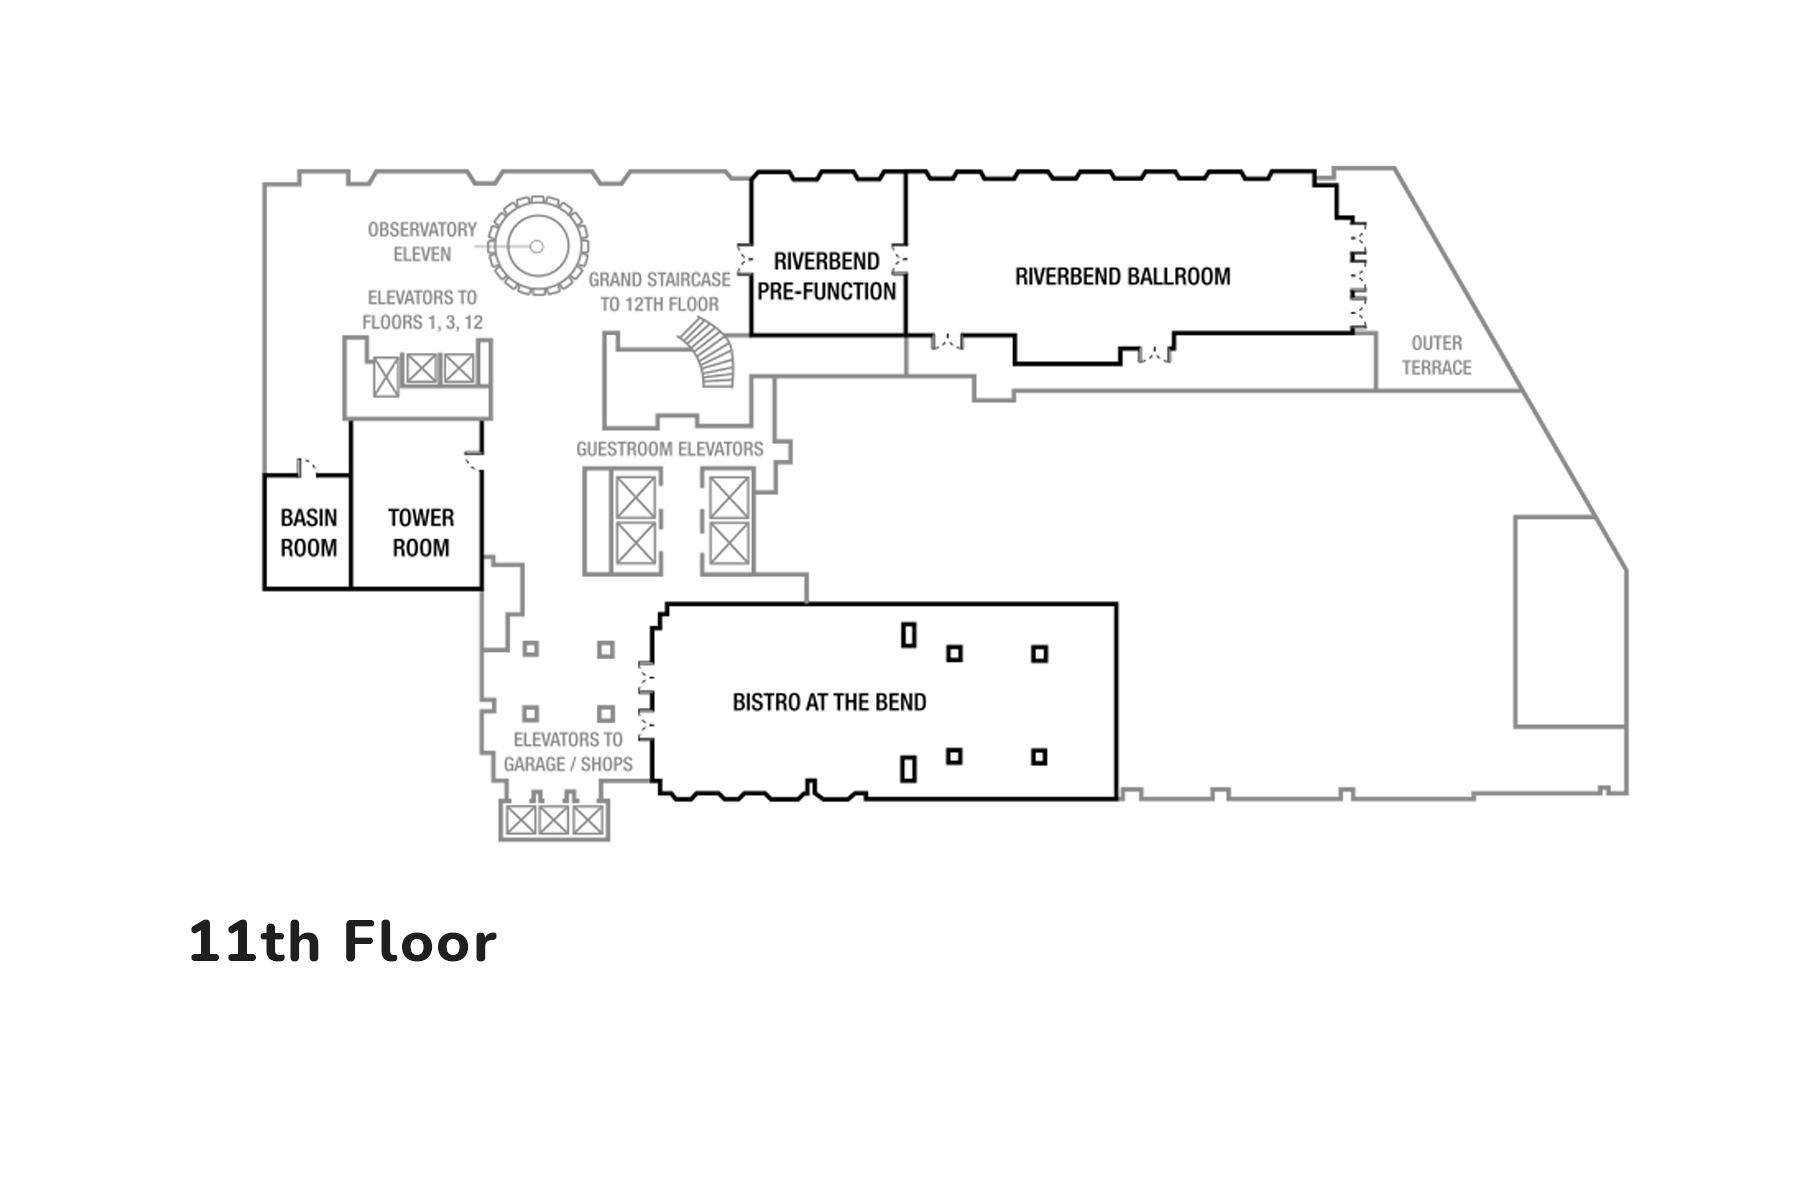 OBSERVATORY
ELEVEN
ELEVATORS TO
FLOORS 1, 3, 12
GRAND STAIRCASE
TO 12TH FLOOR
RIVERBEND
PRE-FUNCTION
RIVERBEND BALLROOM
OUTER
TERRACE
GUESTROOM ELEVATORS
BASIN
ROOM
TOWER
ROOM
BISTRO AT THE BEND
ELEVATORS TO
GARAGE / SHOPS
11th Floor